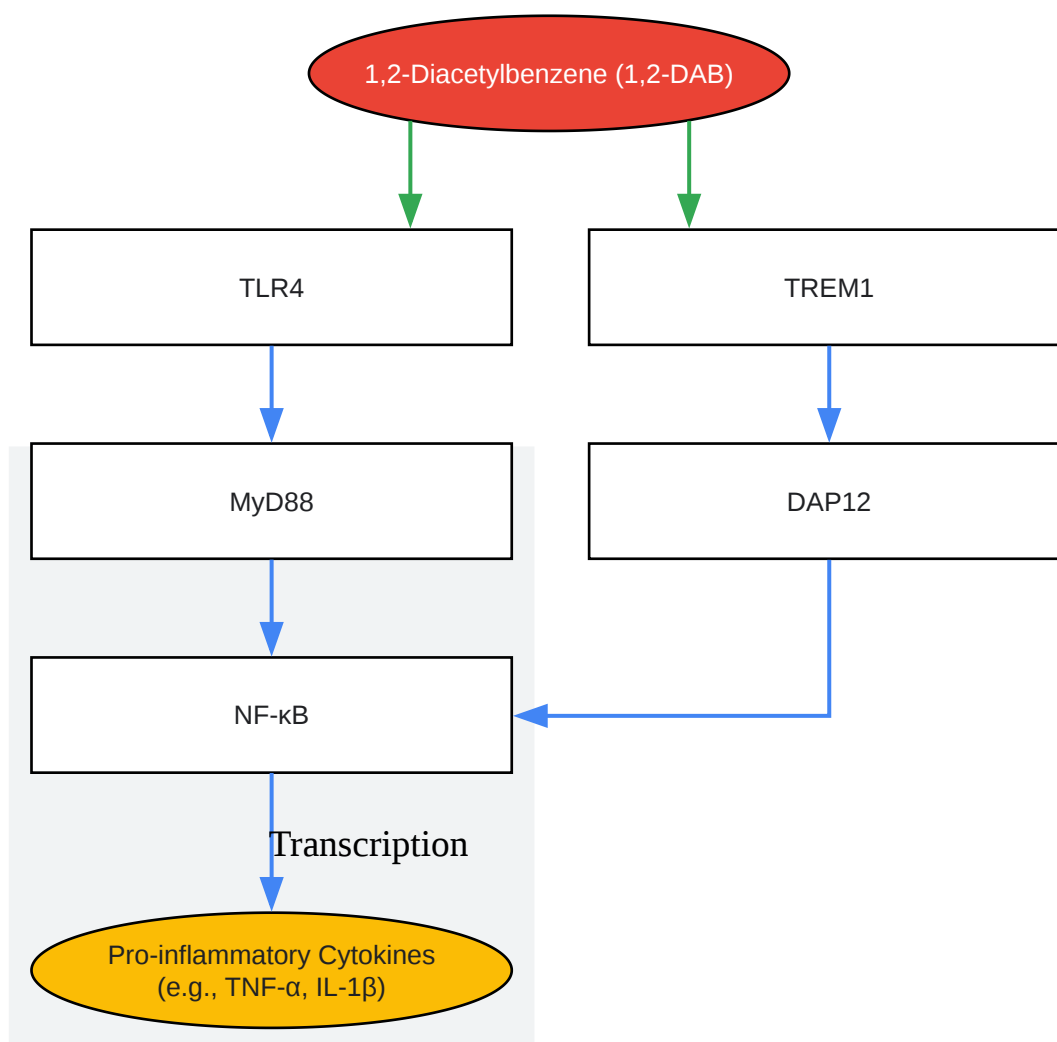 1,2-Diacetylbenzene (1,2-DAB)
TLR4
TREM1
MyD88
DAP12
NF-κB
Transcription
Pro-inflammatory Cytokines
(e.g., TNF-α, IL-1β)